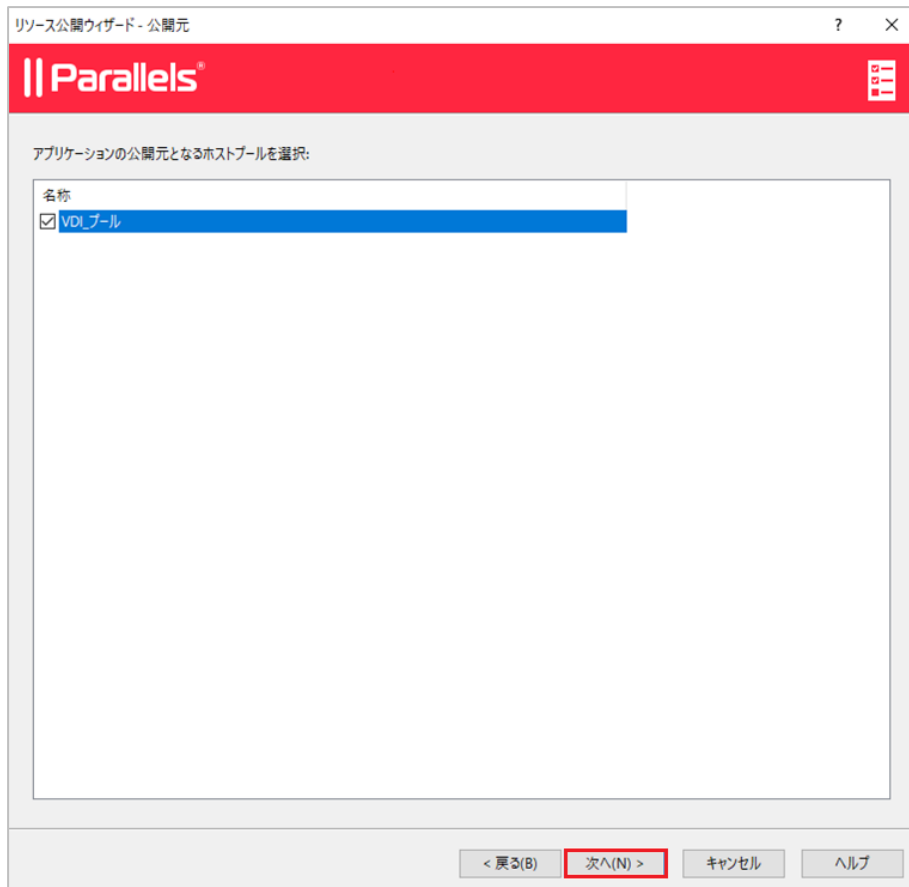 リソース公開ウィザード - 公開元
?
×
Parallels®
アプリケーションの公開元となるホストプールを選択:
名称
VDI_プール
< 戻る(B)
次へ(N) >
キャンセル
ヘルプ